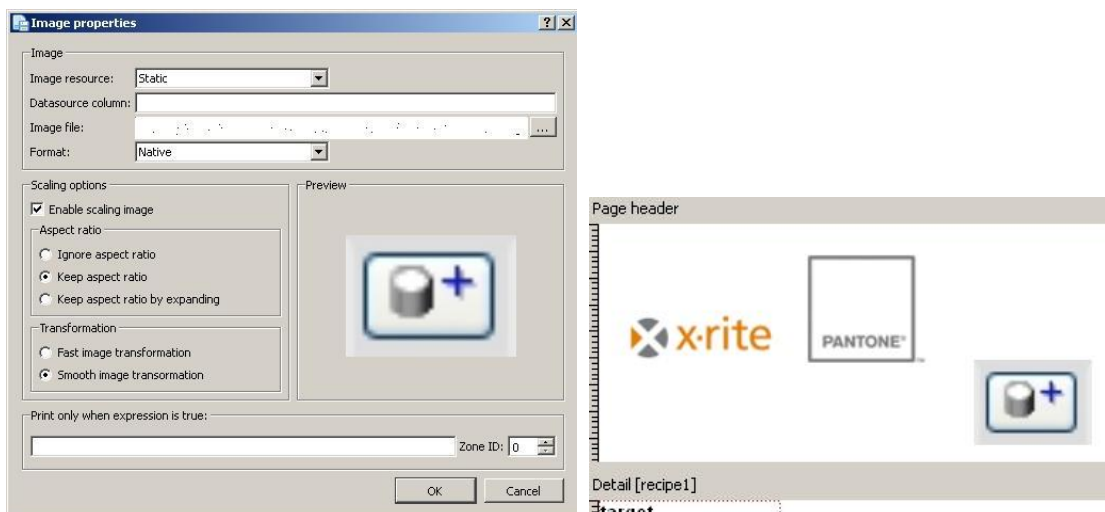 Image properties
Image
Image resource: Static
Datasource column:
Image file: ...
Format: Native
Scaling options
Enable scaling image
Aspect ratio
Ignore aspect ratio
Keep aspect ratio
Keep aspect ratio by expanding
Transformation
Fast image transformation
Smooth image transormation
Preview
Print only when expression is true:
Zone ID: 0
OK Cancel
Page header
x·rite
PANTONE®
Detail [recipe1]
target